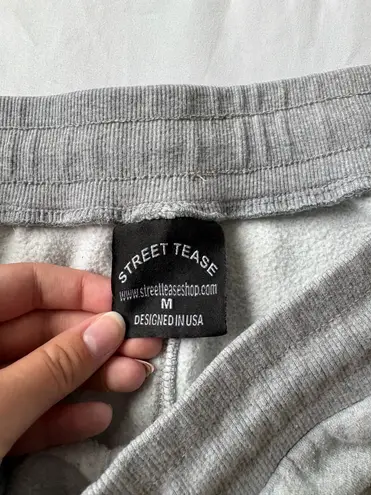 STREET TEASE
www.streetteaseshop.com
M
DESIGNED IN USA